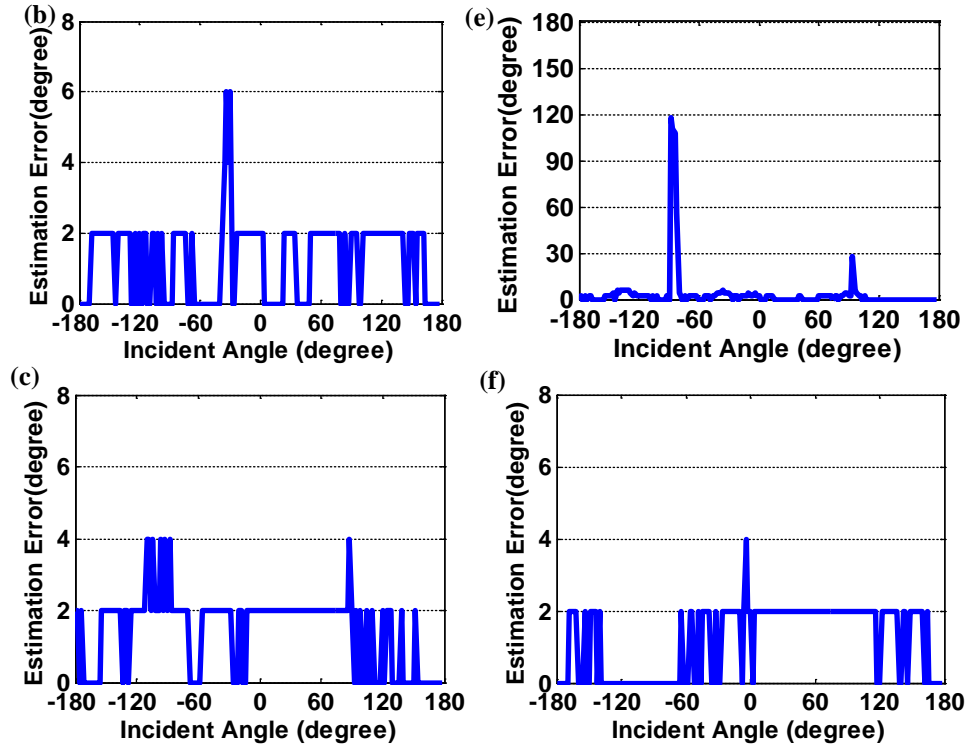 (b)
Estimation Error(degree)
8
6
4
2
0
-180 -120 -60 0 60 120 180
Incident Angle (degree)
(e)
Estimation Error(degree)
180
150
120
90
60
30
0
-180 -120 -60 0 60 120 180
Incident Angle (degree)
(c)
Estimation Error(degree)
8
6
4
2
0
-180 -120 -60 0 60 120 180
Incident Angle (degree)
(f)
Estimation Error(degree)
8
6
4
2
0
-180 -120 -60 0 60 120 180
Incident Angle (degree)